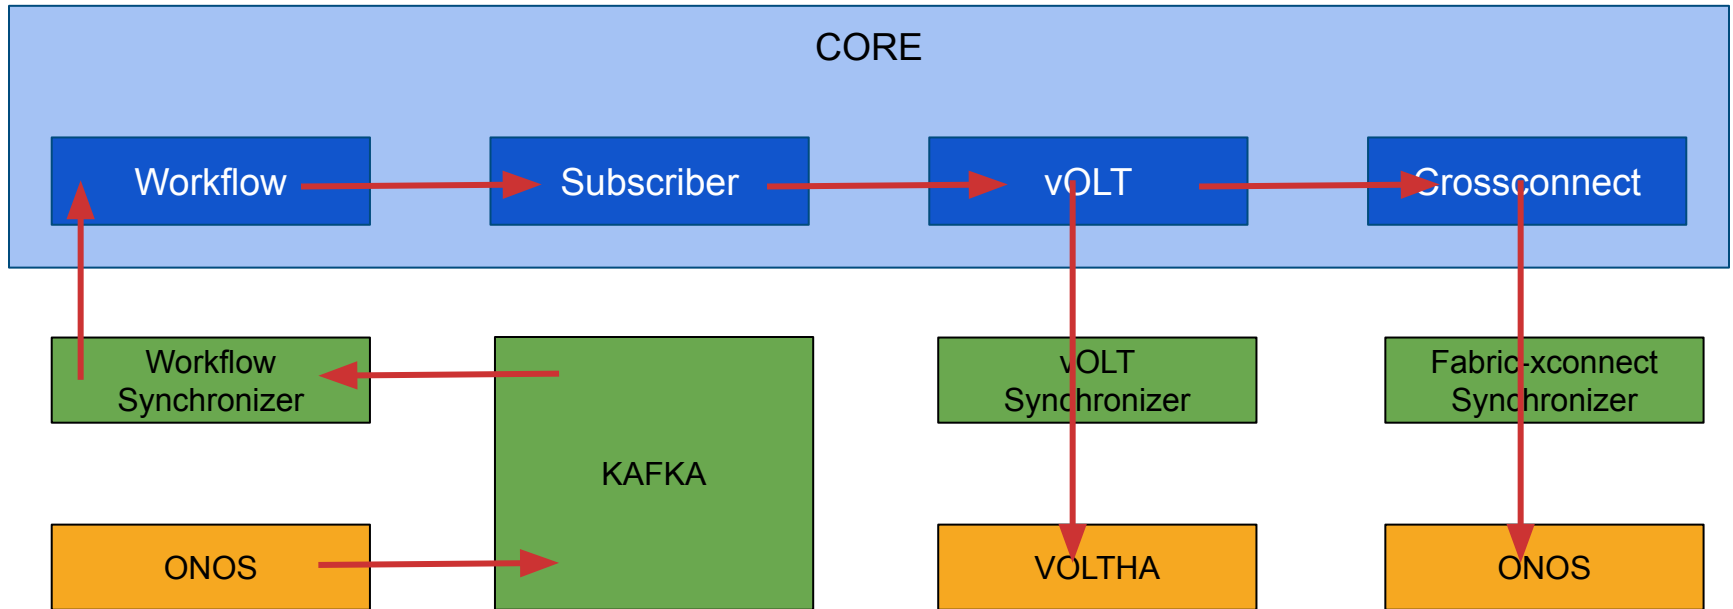 CORE
Workflow
Subscriber
vOLT
Crossconnect
Workflow
Synchronizer
KAFKA
vOLT
Synchronizer
Fabric-xconnect
Synchronizer
ONOS
VOLTHA
ONOS